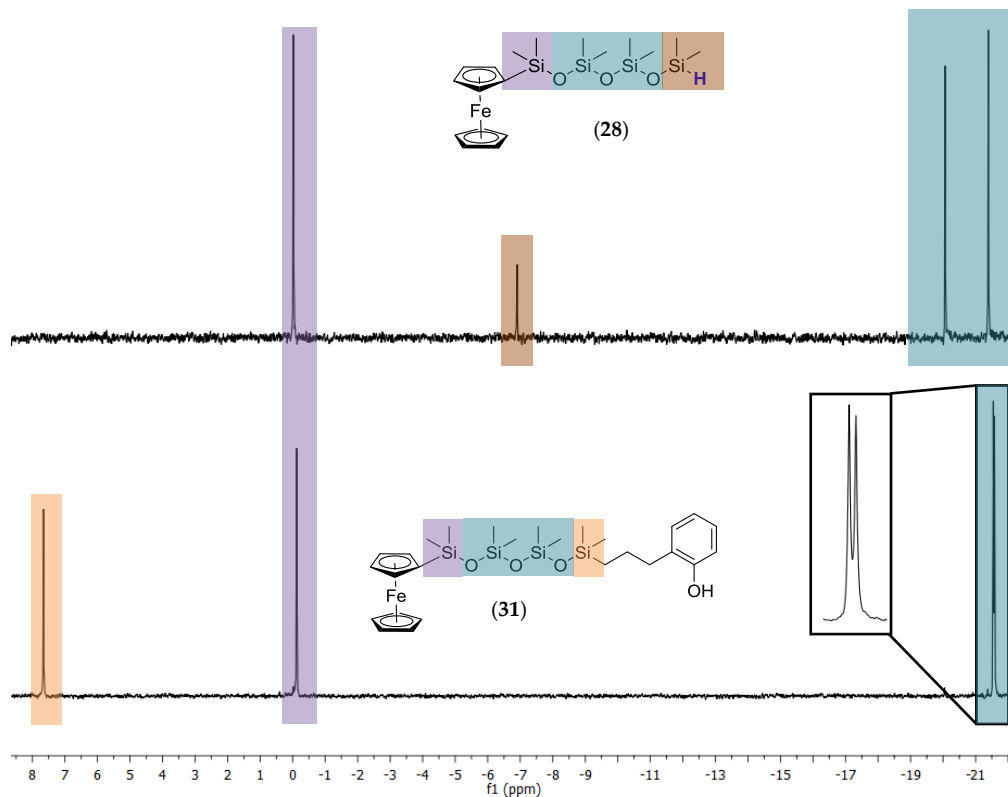 Si Si Si Si
O O O H
Fe
(28)
Si Si Si Si
O O O
OH
Fe
(31)
8 7 6 5 4 3 2 1 0 -1 -2 -3 -4 -5 -6 -7 -8 -9 -11 -13 -15 -17 -19 -21
f1 (ppm)